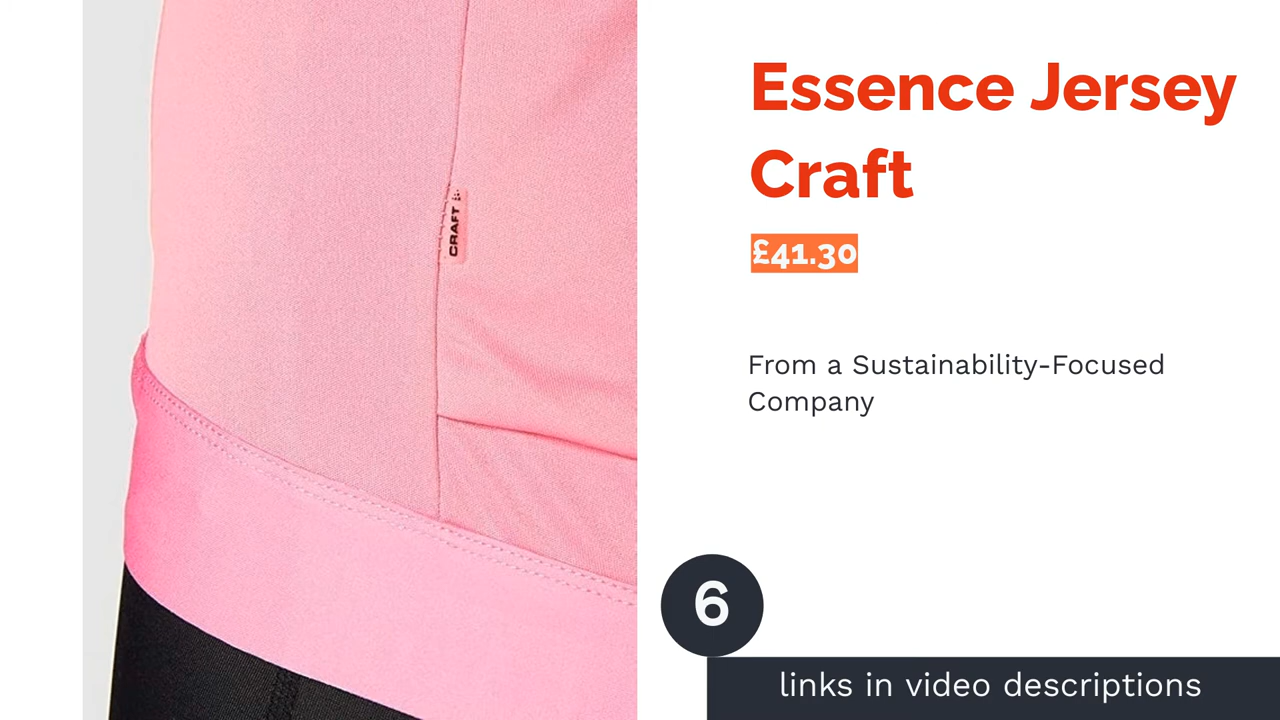 Essence Jersey
Craft
£41.30
From a Sustainability-Focused
Company
CRAFT
6
links in video descriptions